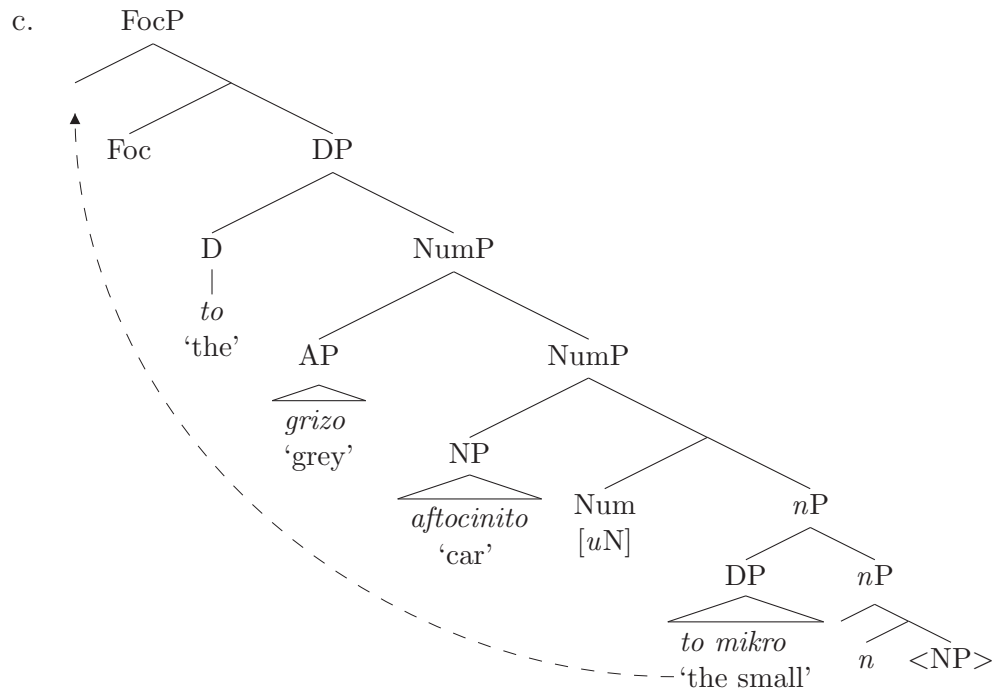 c.
FocP
Foc DP
D NumP
to
‘the’
AP NumP
grizo
‘grey’
NP
aftocinito
‘car’
Num nP
[uN]
DP nP
to mikro
‘the small’
n <NP>